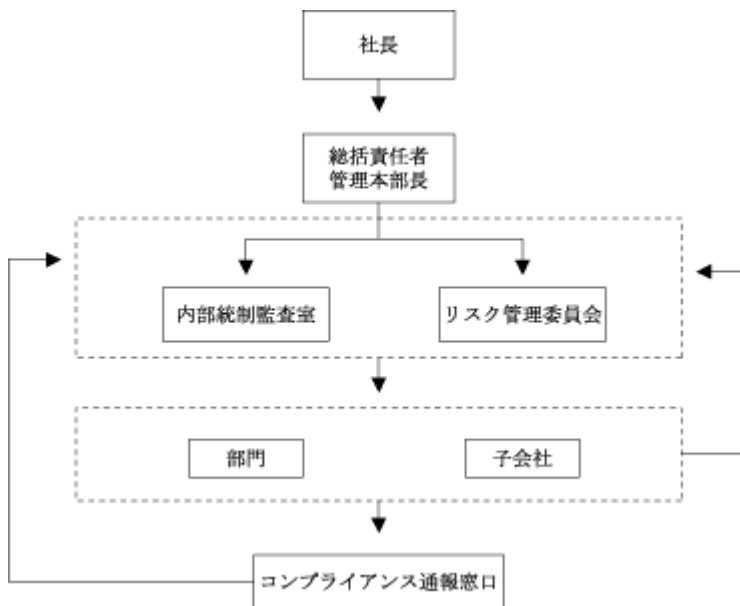 社長
総括責任者
管理本部長
内部統制監査室
リスク管理委員会
部門
子会社
コンプライアンス通報窓口